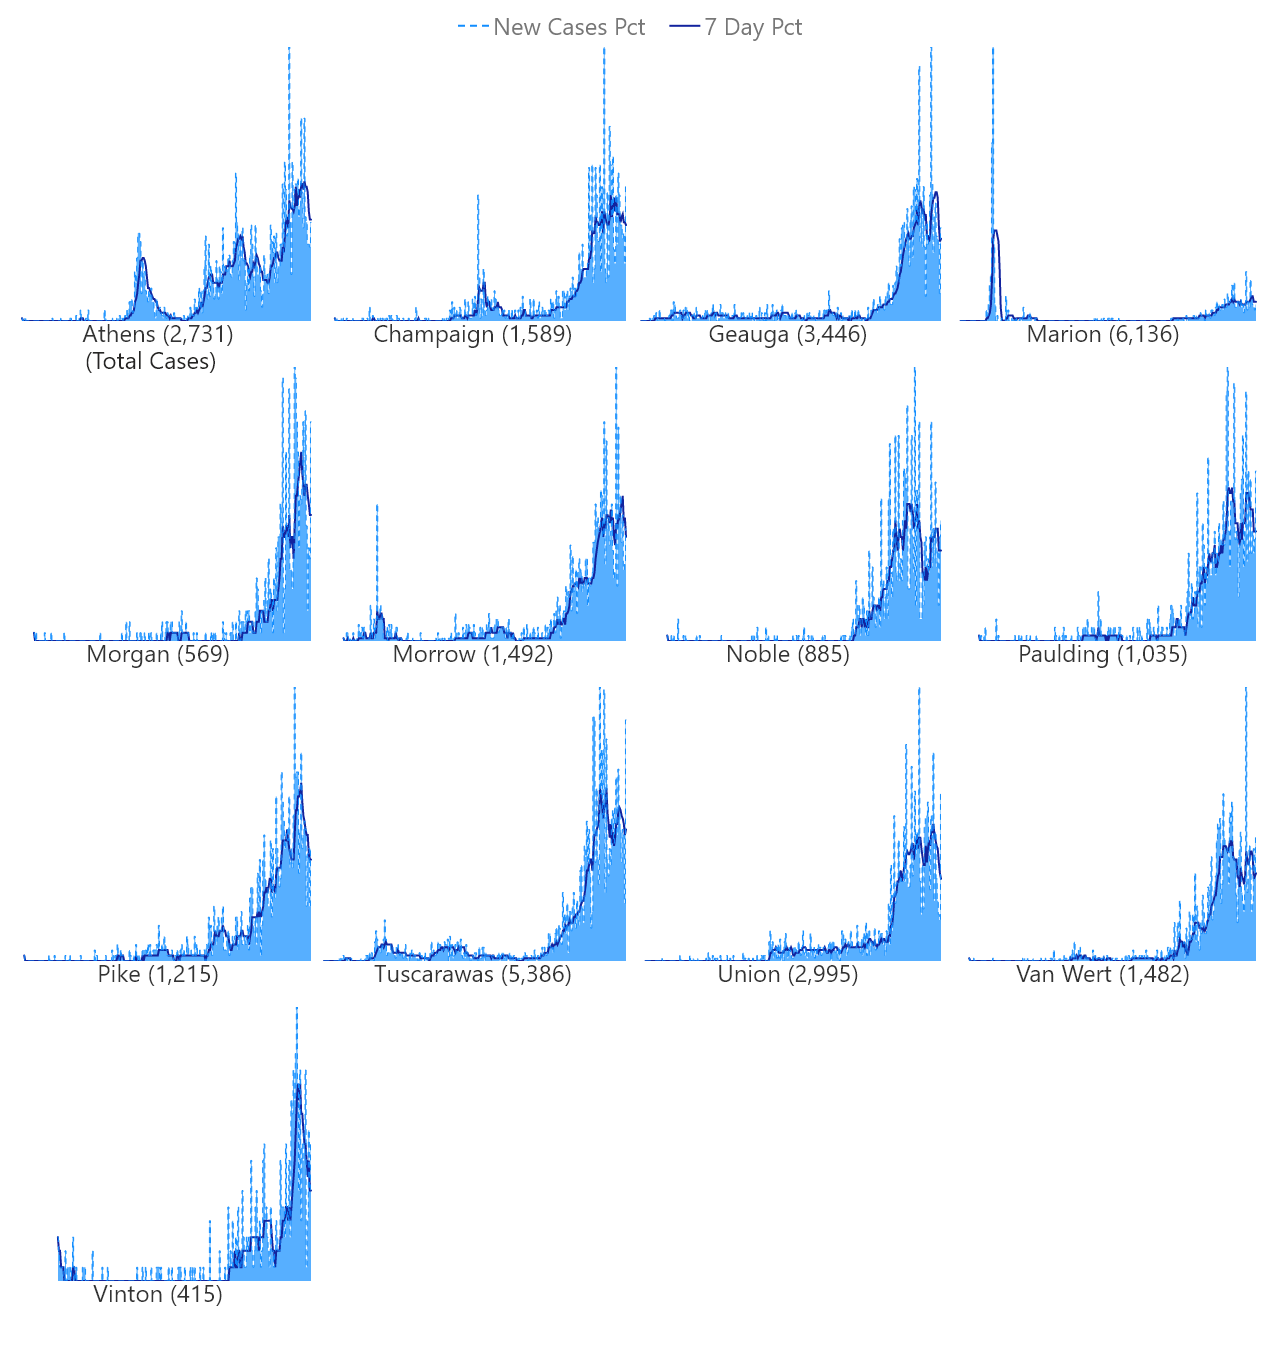 New Cases Pct 7 Day Pct
Athens (2,731) Champaign (1,589) Geauga (3,446) Marion (6,136)
(Total Cases)
Morgan (569) Morrow (1,492) Noble (885) Paulding (1,035)
Pike (1,215) Tuscarawas (5,386) Union (2,995) Van Wert (1,482)
Vinton (415)